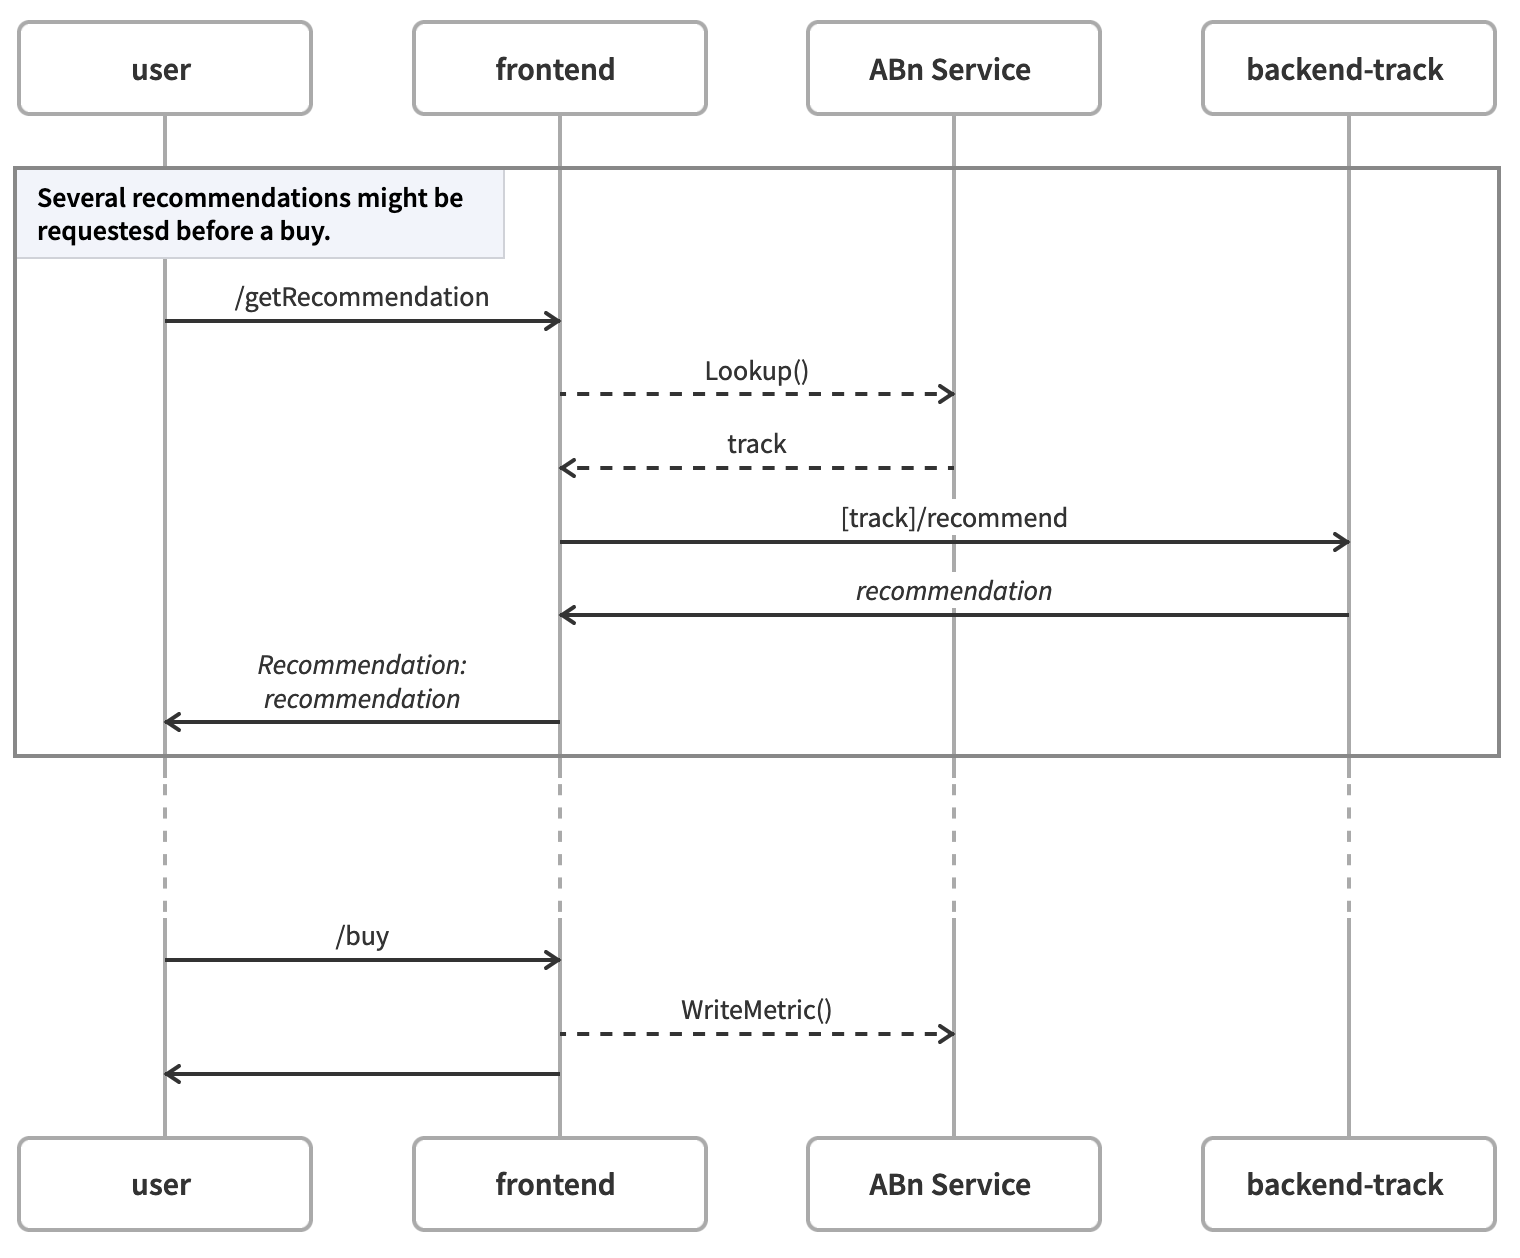 user
frontend
ABn Service
backend-track
Several recommendations might be
requestesd before a buy.
/getRecommendation
Lookup()
track
[track]/recommend
recommendation
Recommendation:
recommendation
/buy
WriteMetric()
user
frontend
ABn Service
backend-track